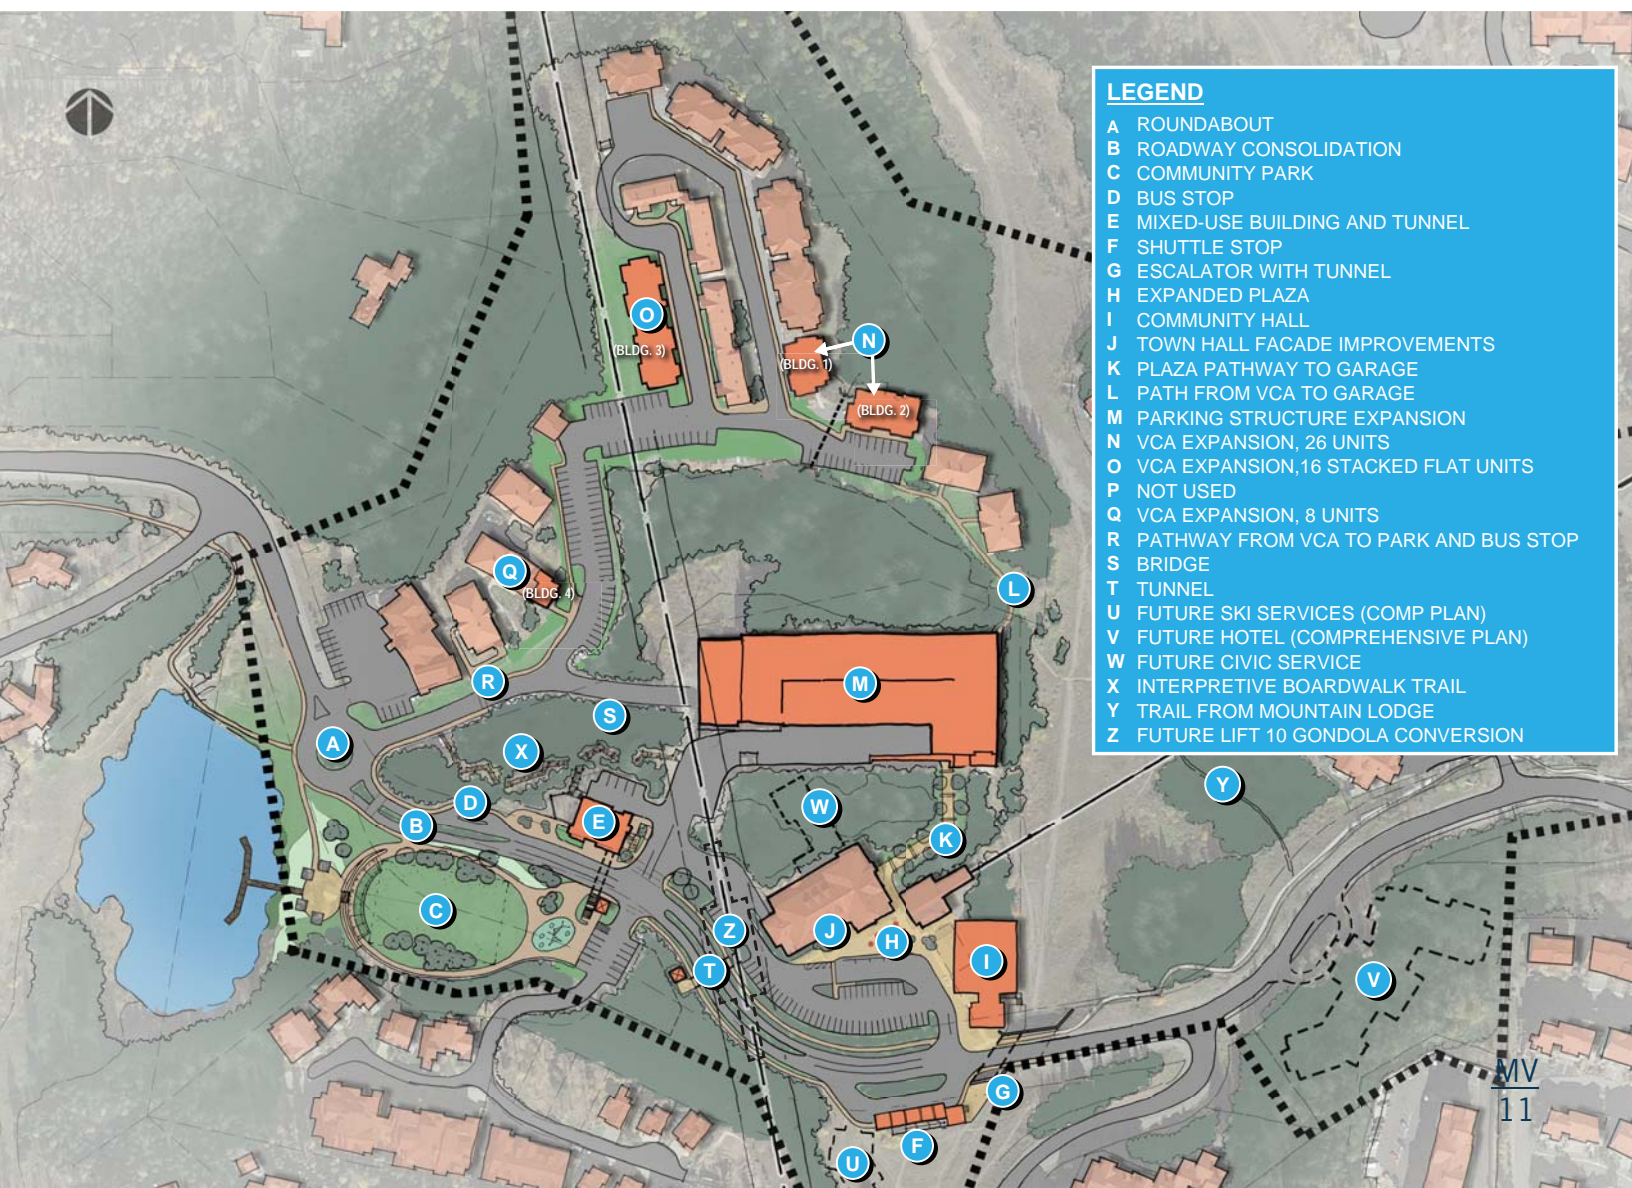 LEGEND
A ROUNDABOUT
B ROADWAY CONSOLIDATION
C COMMUNITY PARK
D BUS STOP
E MIXED-USE BUILDING AND TUNNEL
F SHUTTLE STOP
G ESCALATOR WITH TUNNEL
H EXPANDED PLAZA
I COMMUNITY HALL
J TOWN HALL FACADE IMPROVEMENTS
K PLAZA PATHWAY TO GARAGE
L PATH FROM VCA TO GARAGE
M PARKING STRUCTURE EXPANSION
N VCA EXPANSION, 26 UNITS
O VCA EXPANSION,16 STACKED FLAT UNITS
P NOT USED
Q VCA EXPANSION, 8 UNITS
R PATHWAY FROM VCA TO PARK AND BUS STOP
S BRIDGE
T TUNNEL
U FUTURE SKI SERVICES (COMP PLAN)
V FUTURE HOTEL (COMPREHENSIVE PLAN)
W FUTURE CIVIC SERVICE
X INTERPRETIVE BOARDWALK TRAIL
Y TRAIL FROM MOUNTAIN LODGE
Z FUTURE LIFT 10 GONDOLA CONVERSION
O
(BLDG. 3)
N
(BLDG. 1)
(BLDG. 2)
Q
(BLDG. 4)
L
R
M
S
A
X
Y
D
W
B
E
K
C
Z
J
H
I
T
V
G
F
U
MV
11